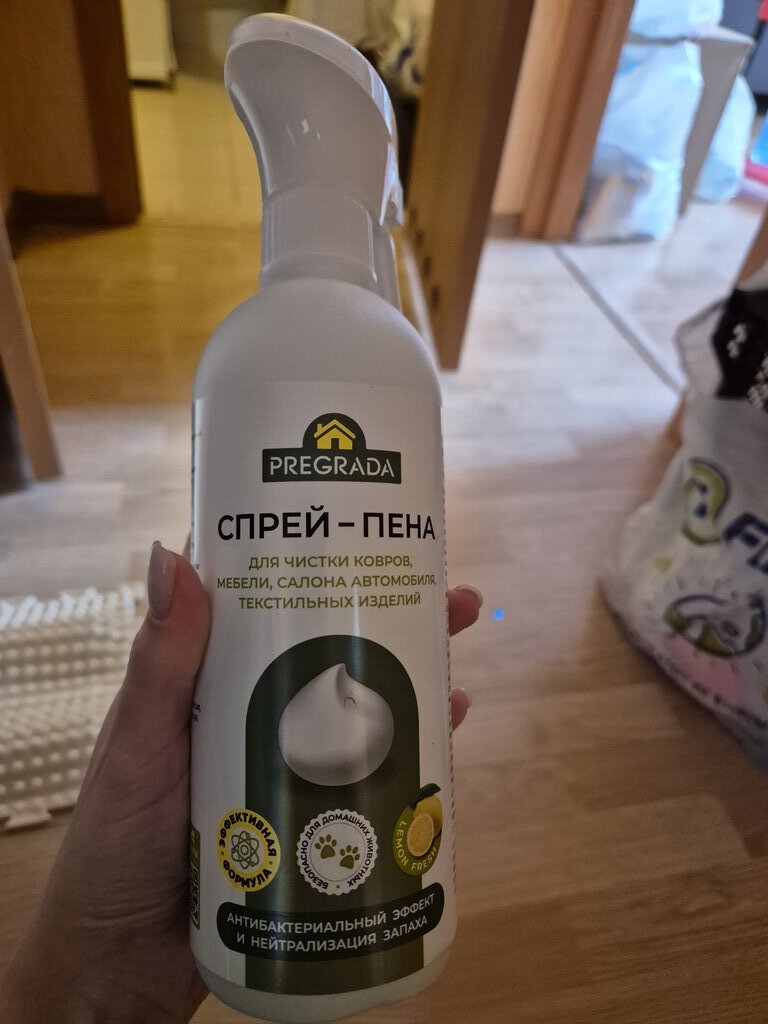 PREGRADA
СПРЕЙ – ПЕНА
ДЛЯ ЧИСТКИ КОВРОВ,
МЕБЕЛИ, САЛОНА АВТОМОБИЛЯ,
ТЕКСТИЛЬНЫХ ИЗДЕЛИЙ
ЭФФЕКТИВНАЯ
ФОРМУЛА
БЕЗОПАСНО ДЛЯ ДОМАШНИХ ЖИВОТНЫХ
LEMON FRESH
АНТИБАКТЕРИАЛЬНЫЙ ЭФФЕКТ
И НЕЙТРАЛИЗАЦИЯ ЗАПАХА